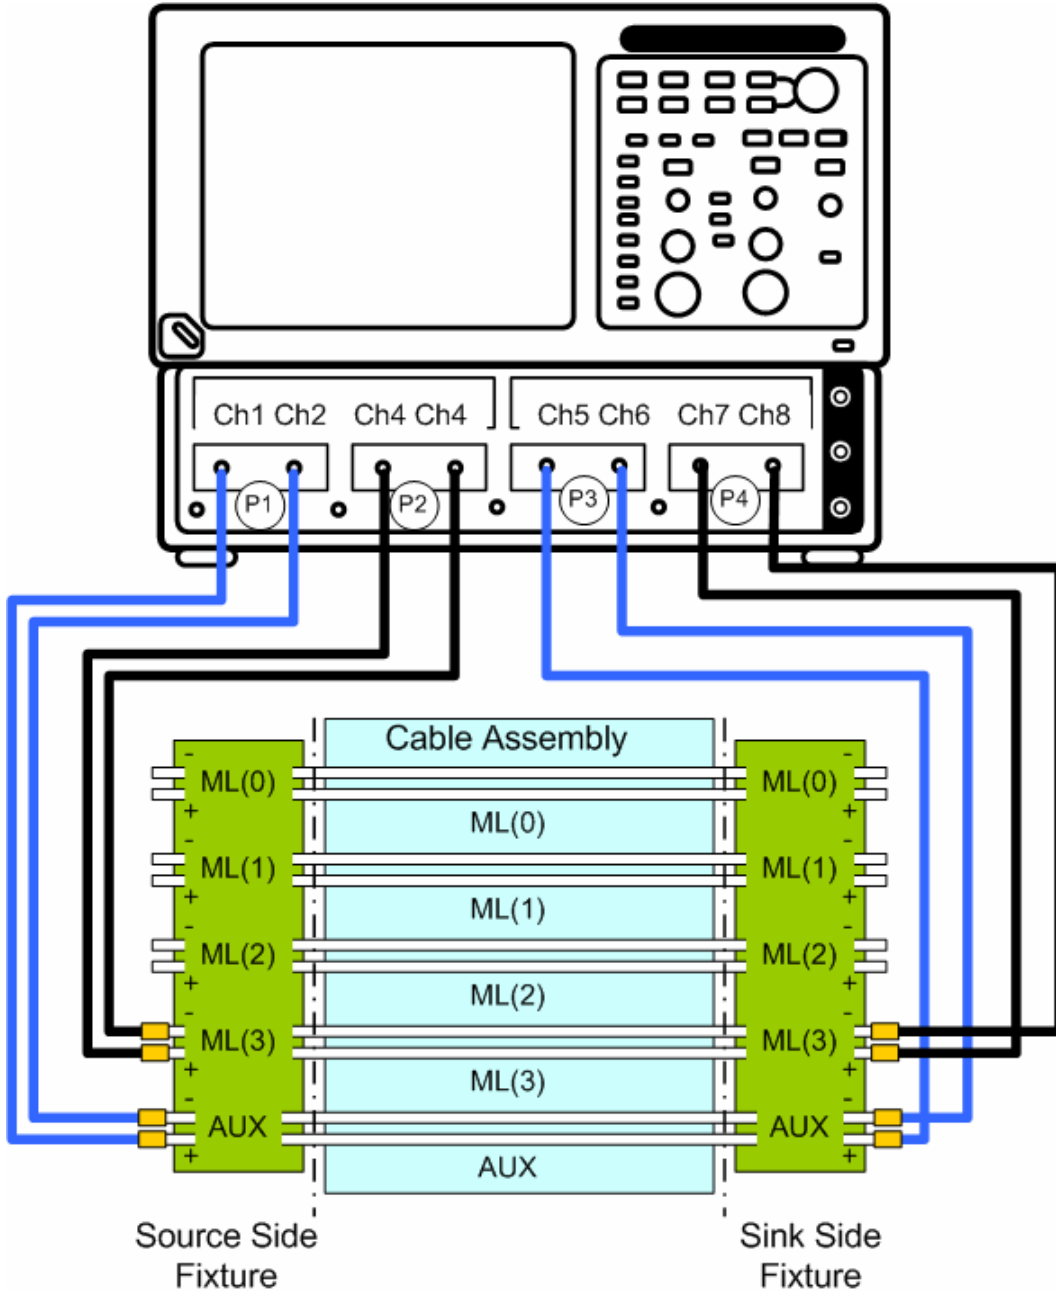 Ch1 Ch2 Ch4 Ch4 Ch5 Ch6 Ch7 Ch8
P1 P2 P3 P4
Cable Assembly
- -
ML(0) ML(0)
+ ML(0) +
- -
ML(1) ML(1)
+ ML(1) +
- -
ML(2) ML(2)
+ ML(2) +
- -
ML(3) ML(3)
+ ML(3) +
- -
AUX AUX
+ AUX +
Source Side Sink Side
Fixture Fixture